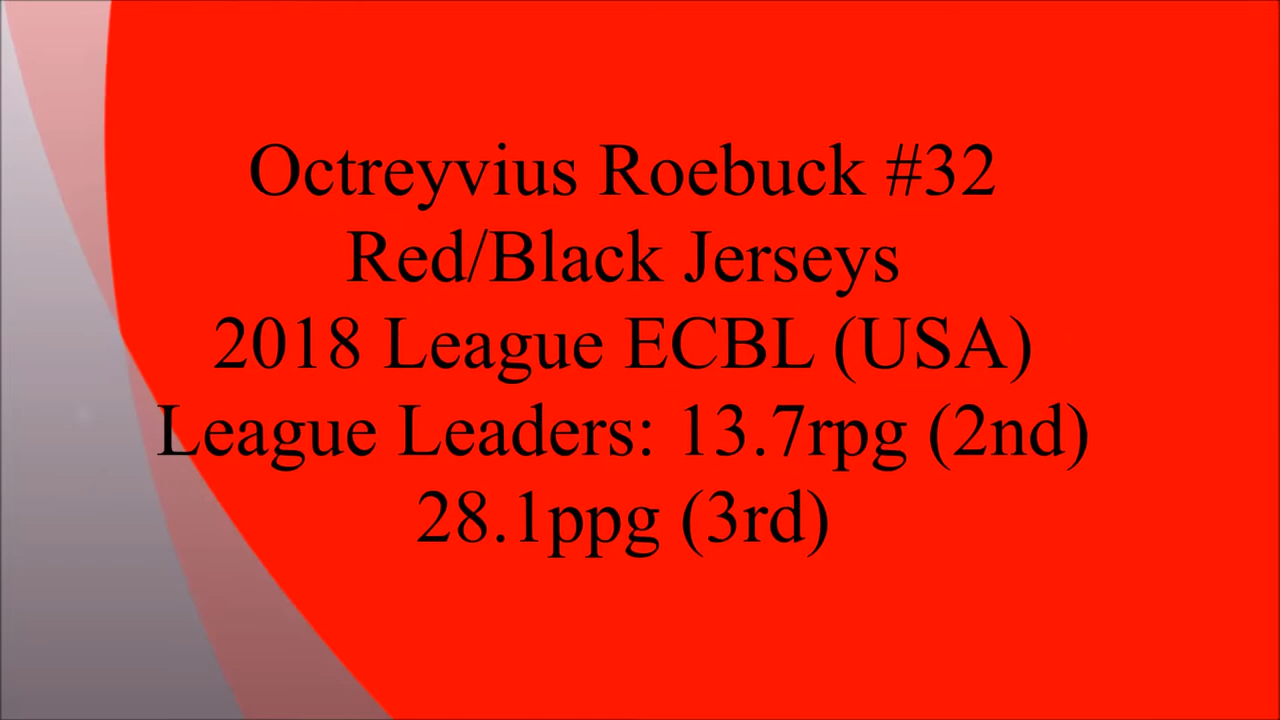 Octreyvius Roebuck #32
Red/Black Jerseys
2018 League ECBL (USA)
League Leaders: 13.7rpg (2nd)
28.1ppg (3rd)